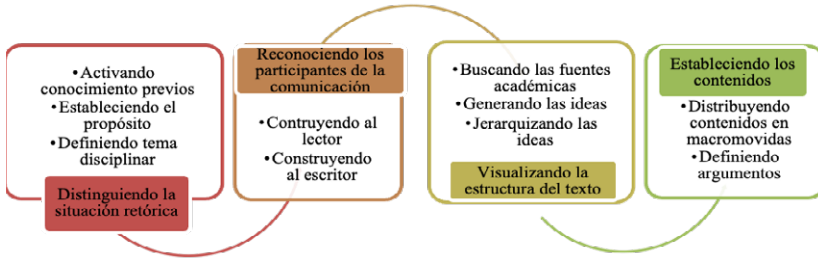 •Activando
conocimiento previos
•Estableciendo el
propósito
•Definiendo tema
disciplinar
Distinguiendo la
situación retórica
Reconociendo los
participantes de la
comunicación
•Contruyendo al
lector
•Construyendo
al escritor
•Buscando las fuentes
académicas
•Generando las ideas
•Jerarquizando las
ideas
Visualizando la
estructura del texto
Estableciendo los
contenidos
•Distribuyendo
contenidos en
macromovidas
•Definiendo
argumentos